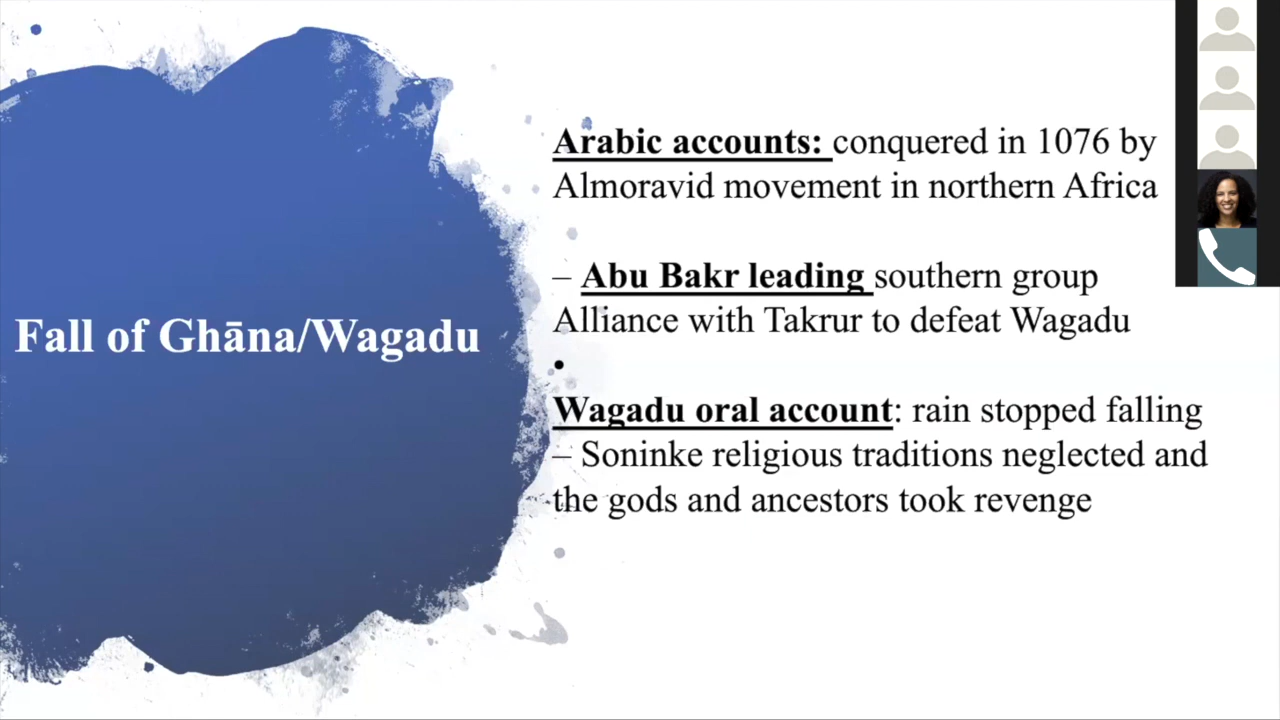 Fall of Ghāna/Wagadu
Arabic accounts: conquered in 1076 by
Almoravid movement in northern Africa
– Abu Bakr leading southern group
Alliance with Takrur to defeat Wagadu
•
Wagadu oral account: rain stopped falling
– Soninke religious traditions neglected and
the gods and ancestors took revenge